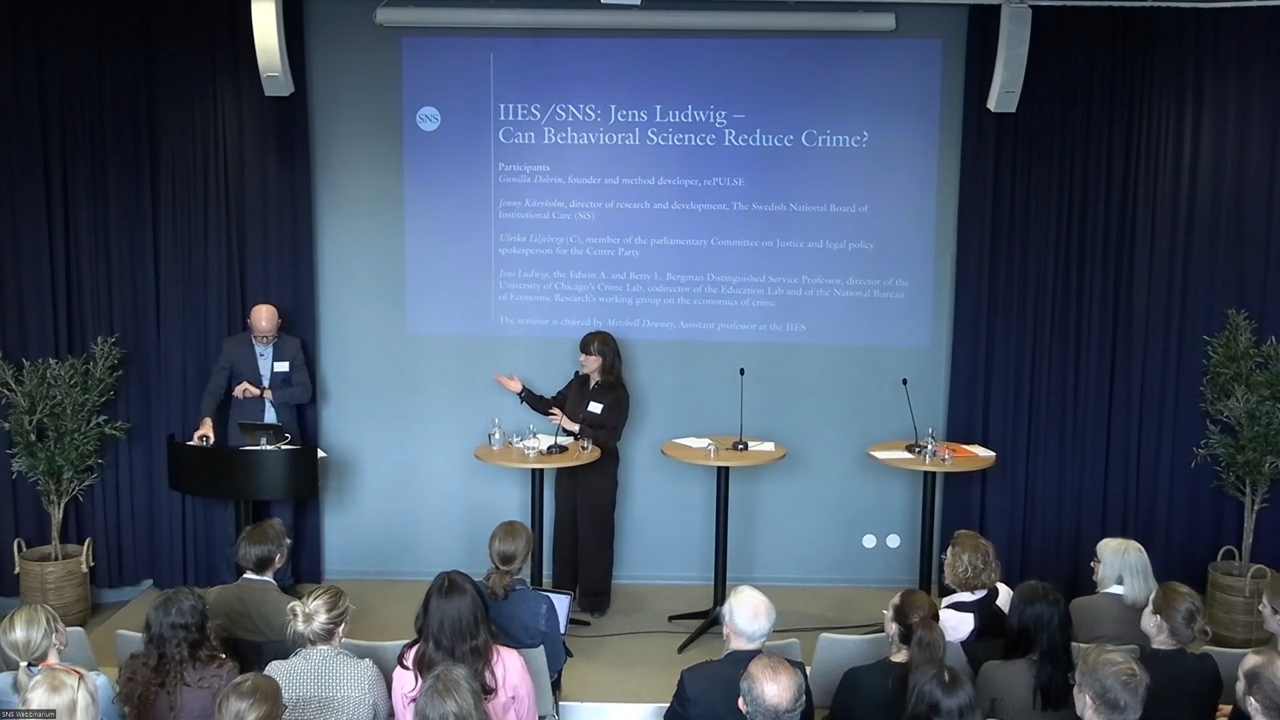 SNS
IIES/SNS: Jens Ludwig –
Can Behavioral Science Reduce Crime?
Participants
Gunilla Dobrin, founder and method developer, rePULSE
Jenny Kärrholm, director of research and development, The Swedish National Board of
Institutional Care (SiS)
Ulrika Liljeberg (C), member of the parliamentary Committee on Justice and legal policy
spokesperson for the Centre Party
Jens Ludwig, the Edwin A. and Betty L. Bergman Distinguished Service Professor, director of the
University of Chicago's Crime Lab, codirector of the Education Lab and of the National Bureau
of Economic Research's working group on the economics of crime
The seminar is chaired by Mitchell Downey, Assistant professor at the IIES
SNS Webbinarium